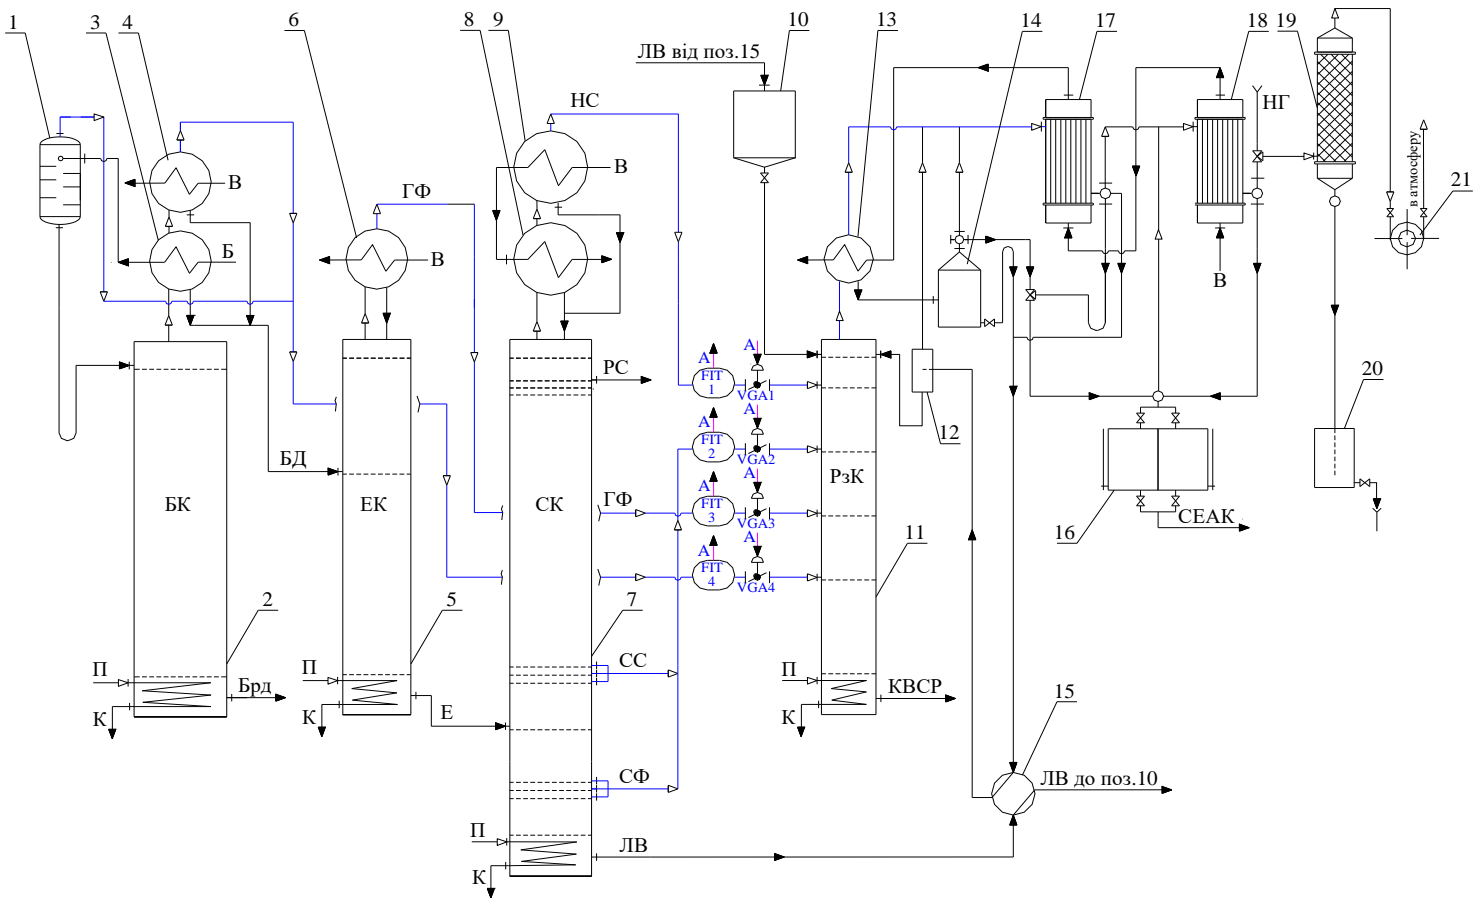 1
3
4
6
8
9
10
13
14
17
18
19
ЛВ від поз.15
НС
НГ
в атмосферу
21
В
В
ГФ
Б
В
В
РС
А
FIT
1
А
VGA1
20
А
FIT
2
А
VGA2
12
БД
РзК
БК
ЕК
СК
ГФ
А
FIT
3
А
VGA3
16
СЕАК
11
А
FIT
4
А
VGA4
2
5
7
П
П
СС
П
Брд
КВСР
15
К
К
Е
К
СФ
ЛВ до поз.10
П
ЛВ
К